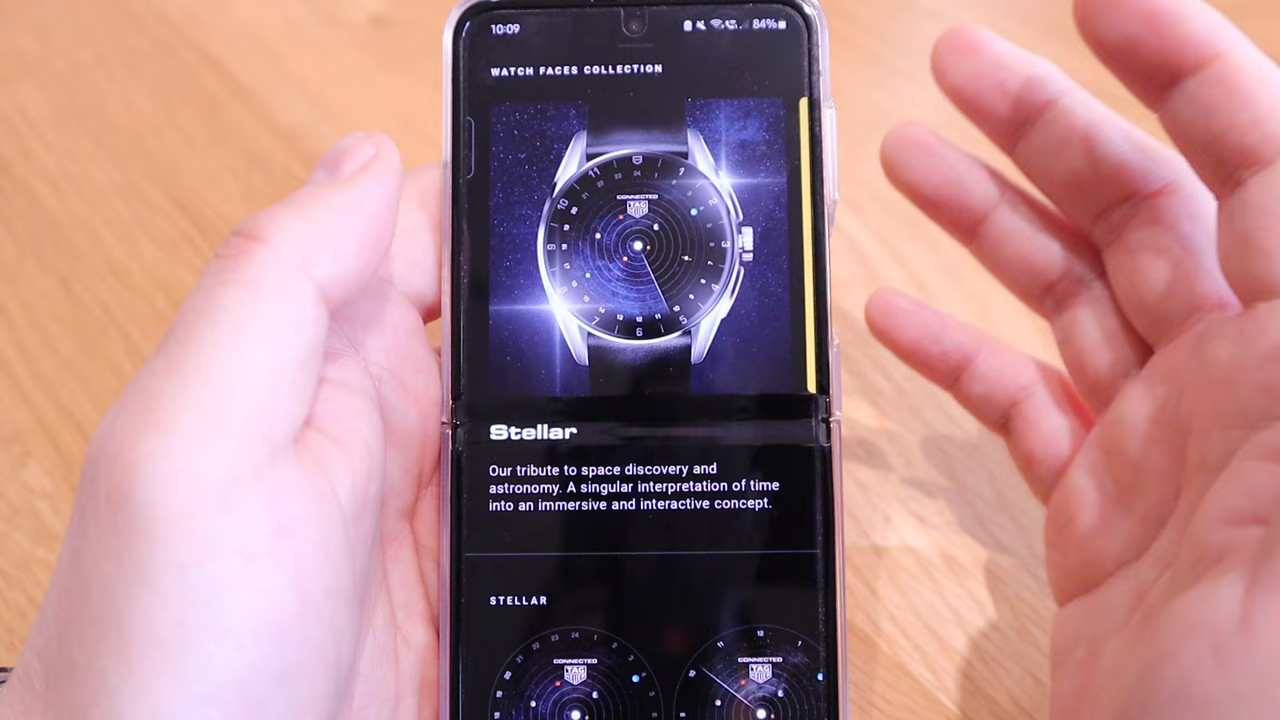 10:09
84%
WATCH FACES COLLECTION
CONNECTED
TAG
Stellar
Our tribute to space discovery and
astronomy. A singular interpretation of time
into an immersive and interactive concept.
STELLAR
CONNECTED
TAG
CONNECTED
TAG